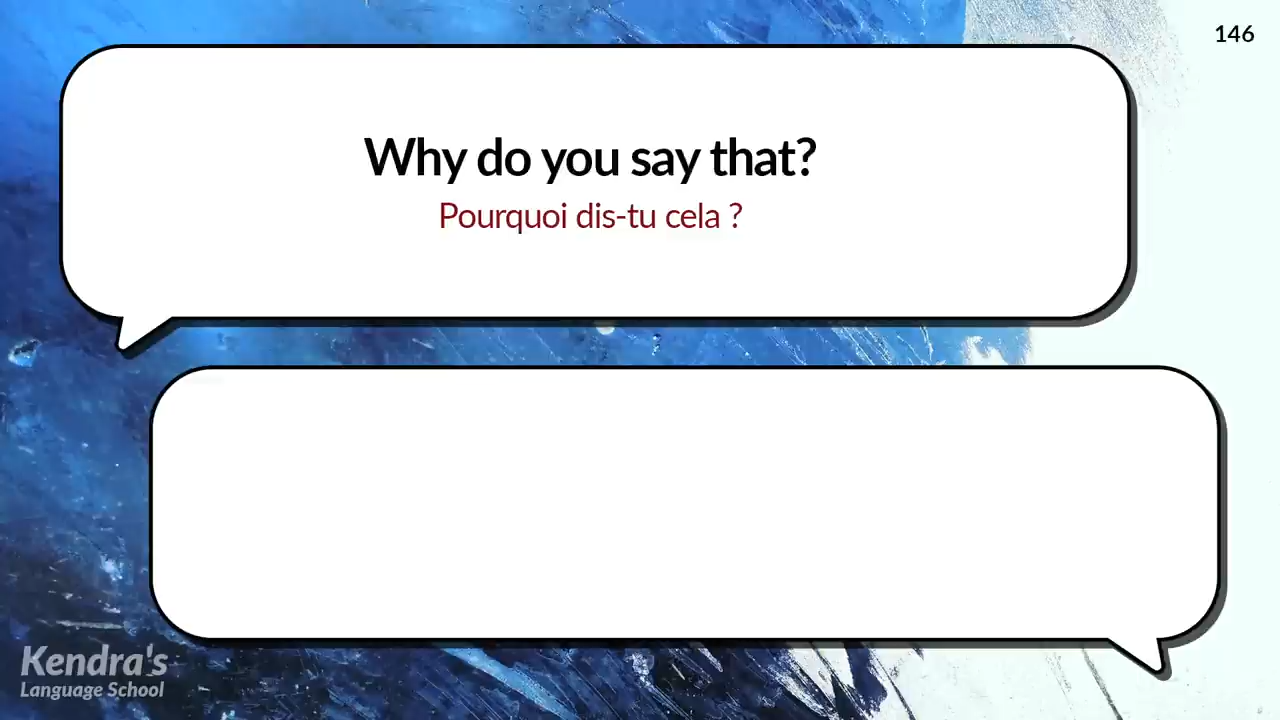 146
Why do you say that?
Pourquoi dis-tu cela ?
Kendra's
Language School